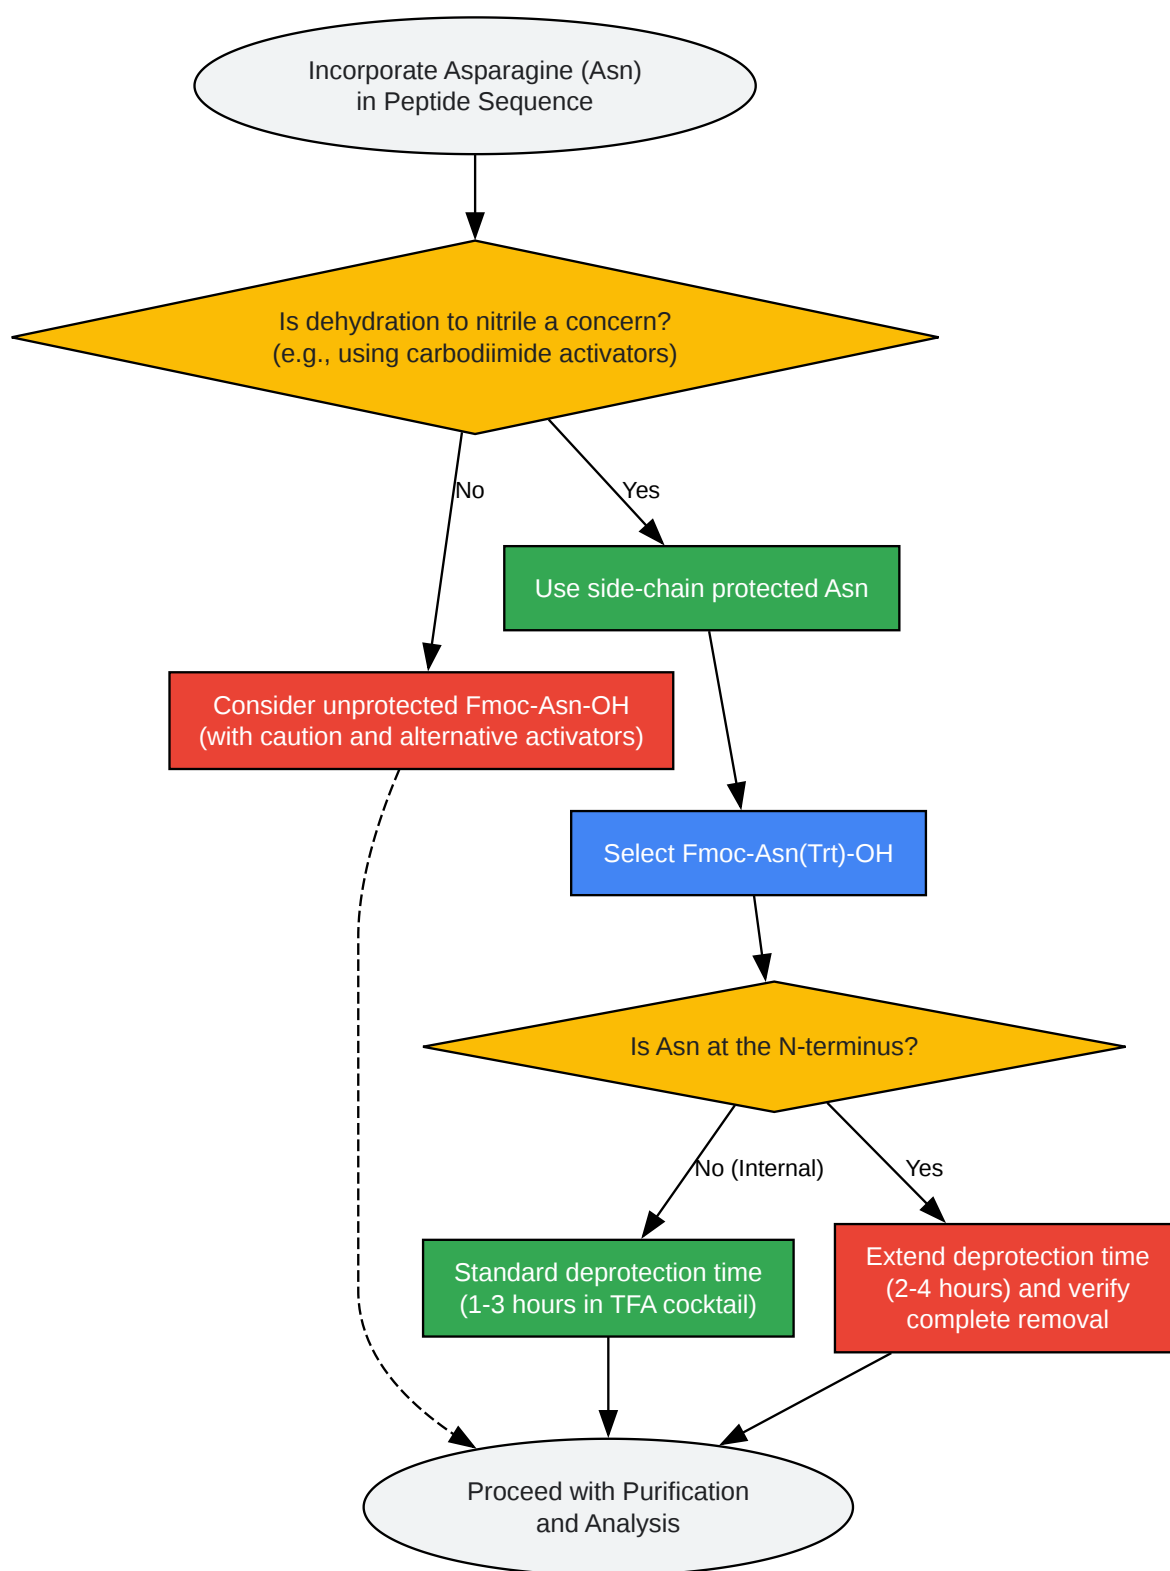 Incorporate Asparagine (Asn)
in Peptide Sequence
Is dehydration to nitrile a concern?
(e.g., using carbodiimide activators)
No
Yes
Use side-chain protected Asn
Consider unprotected Fmoc-Asn-OH
(with caution and alternative activators)
Select Fmoc-Asn(Trt)-OH
Is Asn at the N-terminus?
No (Internal)
Yes
Standard deprotection time
(1-3 hours in TFA cocktail)
Extend deprotection time
(2-4 hours) and verify
complete removal
Proceed with Purification
and Analysis